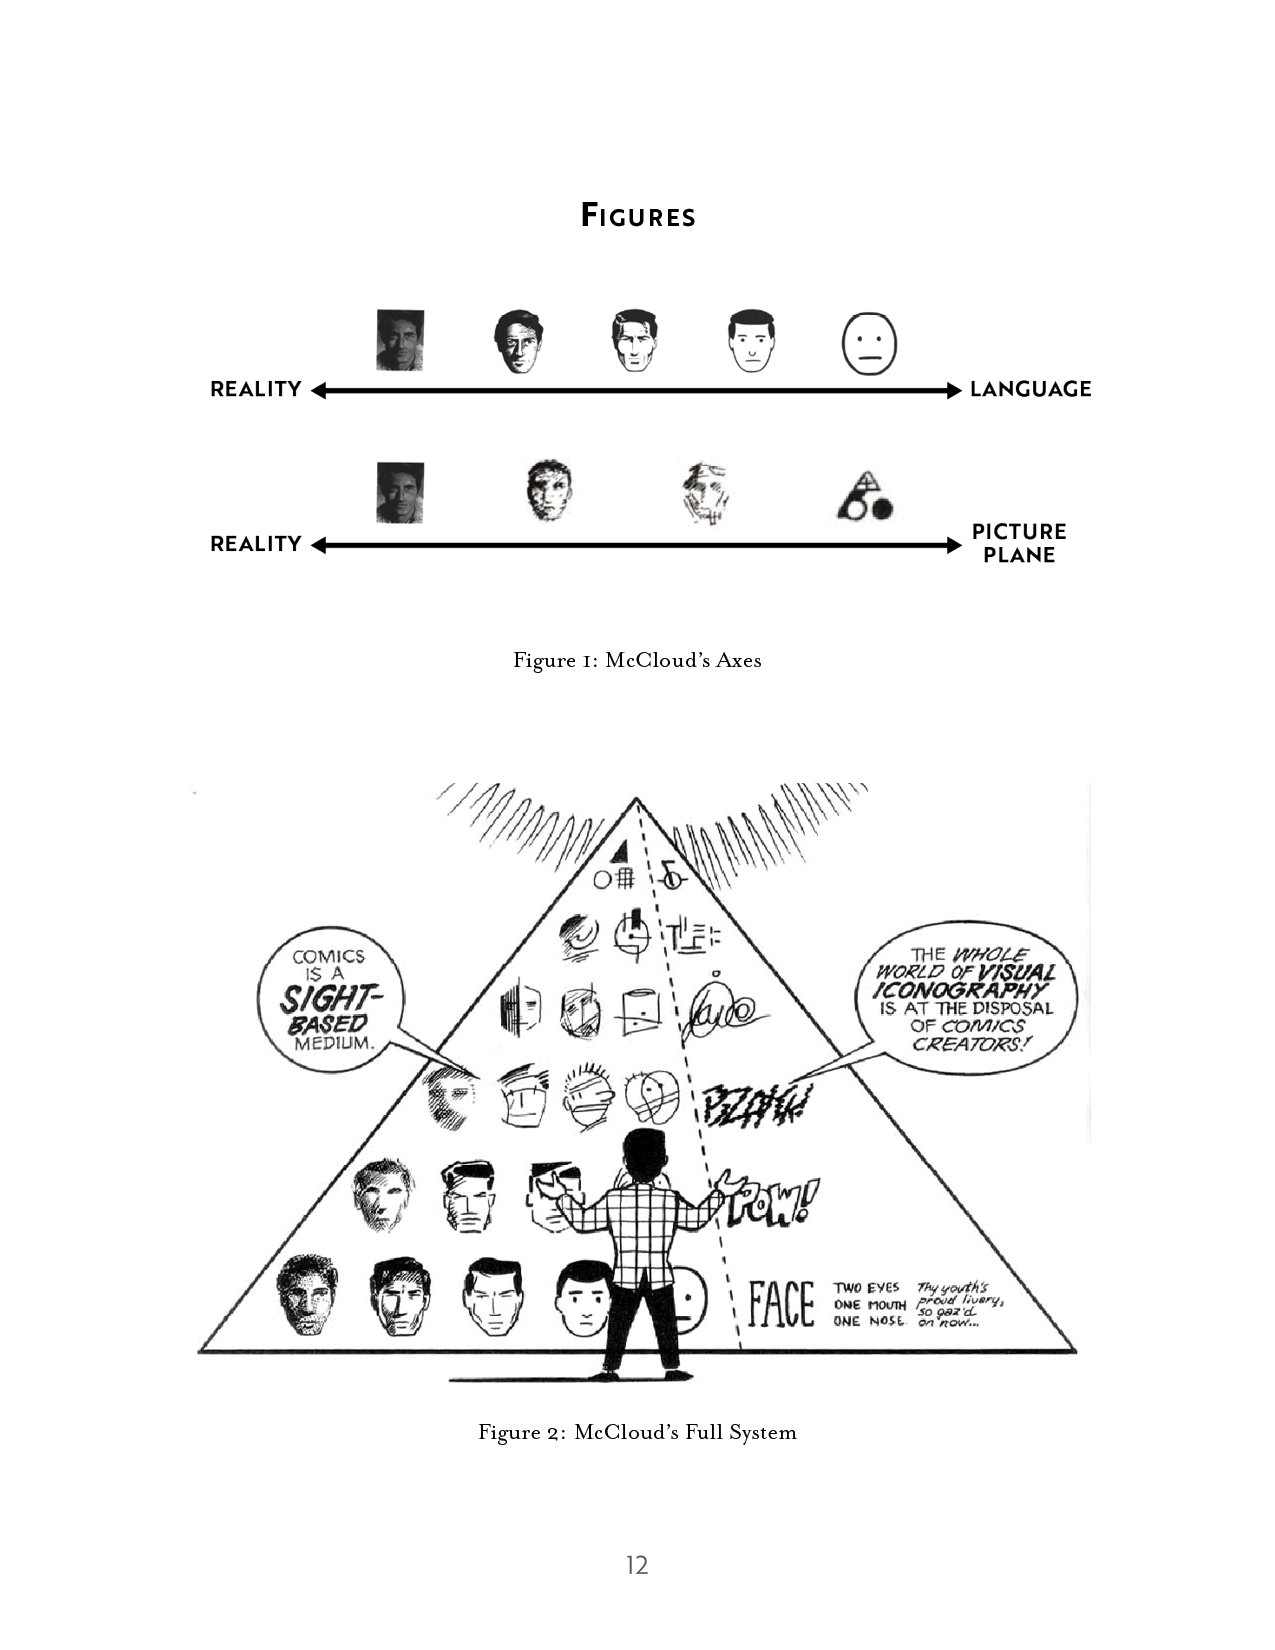 FIGURES
REALITY
LANGUAGE
REALITY
PICTURE
PLANE
Figure 1: McCloud's Axes
COMICS
IS A
SIGHT-
BASED
MEDIUM.
THE WHOLE
WORLD OF VISUAL
ICONOGRAPHY
IS AT THE DISPOSAL
OF COMICS
CREATORS!
POW!
FACE
TWO EYES
ONE MOUTH
ONE NOSE.
Thy youth's
proud livery,
so gaz'd
on now...
Figure 2: McCloud's Full System
12